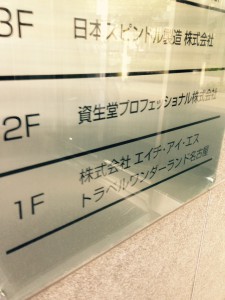 3F 日本スピンドル製造 株式会社
2F 資生堂プロフェッショナル株式会社
株式会社 エイチ・アイ・エス
1F トラベルワンダーランド名古屋